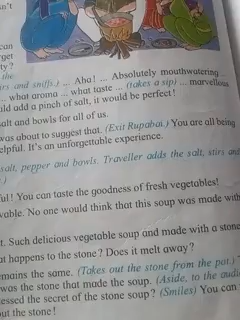 sn't
can
rget
ty?
the
irs and sniffs.) ... Aha! ... Absolutely mouthwatering ...
... what aroma ... what taste ... (takes a sip) ... marvellous
uld add a pinch of salt, it would be perfect!
salt and bowls for all of us.
was about to suggest that. (Exit Rupabai.) You are all being
elpful. It's an unforgettable experience.
salt, pepper and bowls. Traveller adds the salt, stirs and
.)
ful! You can taste the goodness of fresh vegetables!
vable. No one would think that this soup was made with
t. Such delicious vegetable soup and made with a stone
at happens to the stone? Does it melt away?
emains the same. (Takes out the stone from the pot.)
was the stone that made the soup. (Aside, to the audi
essed the secret of the stone soup? (Smiles) You can
out the stone!